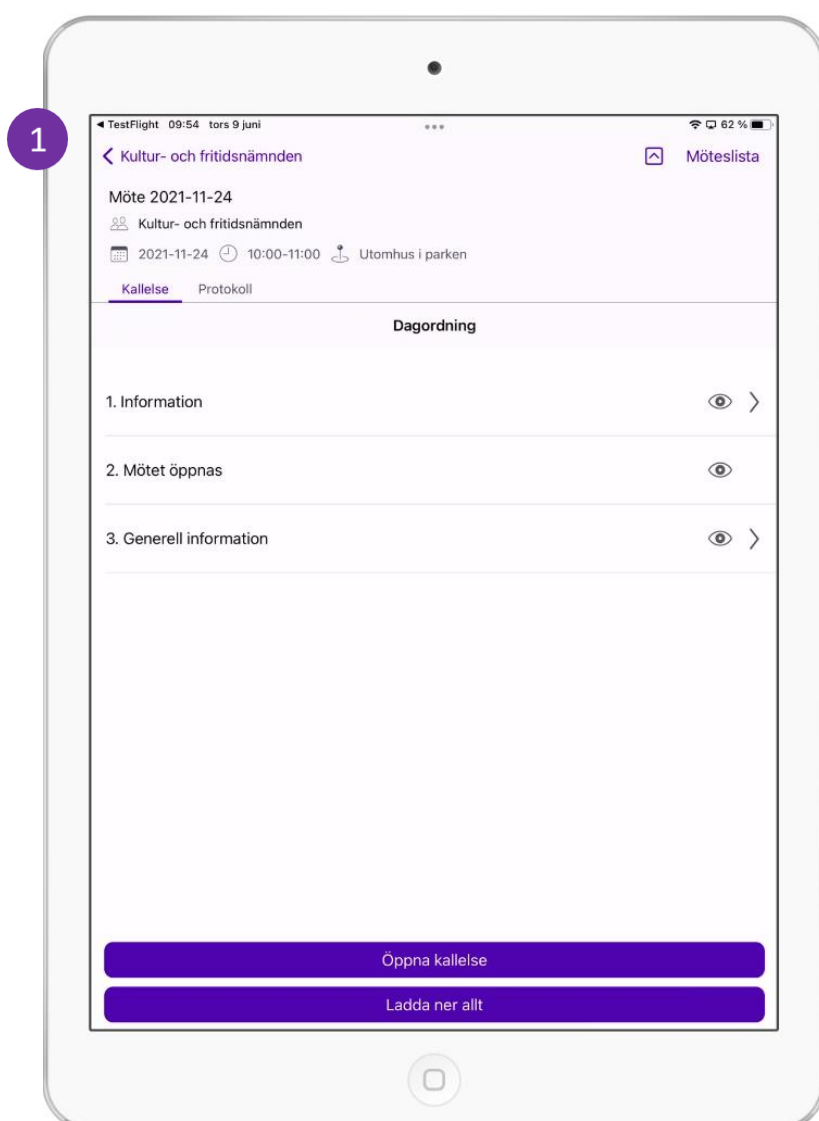 1
TestFlight 09:54 tors 9 juni
62 %
Kultur- och fritidsnämnden
Möteslista
Möte 2021-11-24
Kultur- och fritidsnämnden
2021-11-24 10:00-11:00 Utomhus i parken
Kallelse Protokoll
Dagordning
1. Information
2. Mötet öppnas
3. Generell information
Öppna kallelse
Ladda ner allt